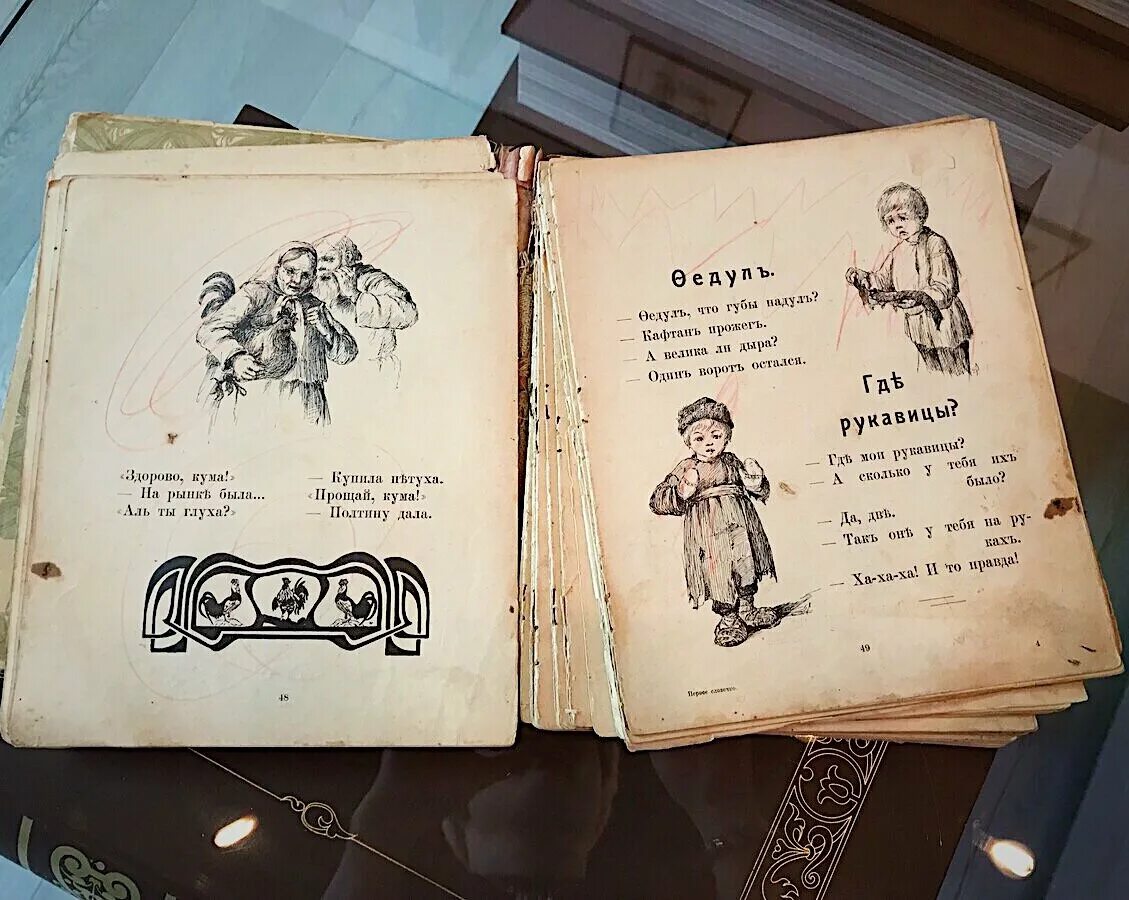 «Здорово, кума!»
— На рынкѣ была...
«Аль ты глуха?»
— Купила пѣтуха.
«Прощай, кума!»
— Полтину дала.
48
Ѳедулъ.
— Ѳедулъ, что губы надулъ?
— Кафтанъ прожегъ.
— А велика ли дыра?
— Одинъ воротъ остался.
Гдѣ
рукавицы?
— Гдѣ мои рукавицы?
— А сколько у тебя ихъ
было?
— Да, двѣ.
— Такъ онѣ у тебя на ру-
кахъ.
— Ха-ха-ха! И то правда!
49
4
Первое словечко.